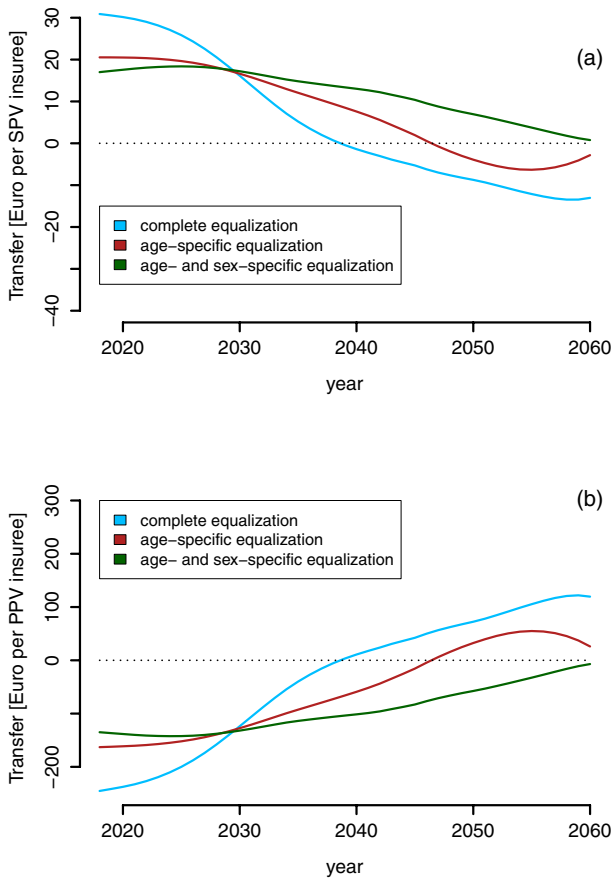 Transfer [Euro per SPV insuree]
30
20
10
0
−20
−40
(a)
complete equalization
age−specific equalization
age− and sex−specific equalization
2020 2030 2040 2050 2060
year
Transfer [Euro per PPV insuree]
300
200
100
0
−200
(b)
complete equalization
age−specific equalization
age− and sex−specific equalization
2020 2030 2040 2050 2060
year